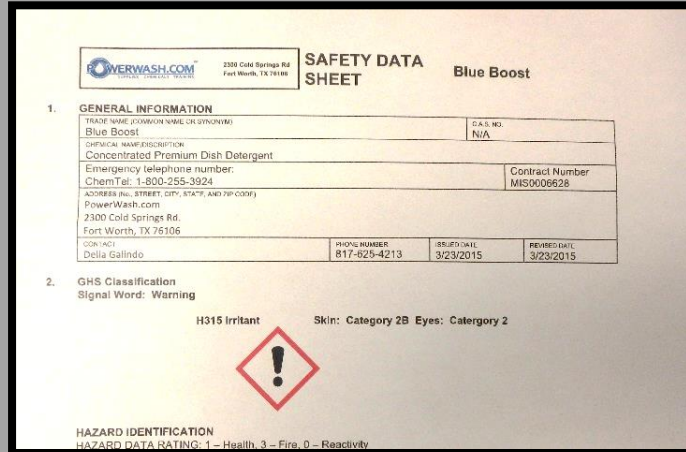 POWERWASH.COM
SUPPLIES CHEMICALS TRAINING
2300 Cold Springs Rd
Fort Worth, TX 76106
SAFETY DATA
SHEET
Blue Boost
1. GENERAL INFORMATION
TRADE NAME (COMMON NAME OR SYNONYM)
Blue Boost
C.A.S. NO.
N/A
CHEMICAL NAME/DISCRIPTION
Concentrated Premium Dish Detergent
Emergency telephone number:
ChemTel: 1-800-255-3924
Contract Number
MIS0006628
ADDRESS (No., STREET, CITY, STATE, AND ZIP CODE)
PowerWash.com
2300 Cold Springs Rd.
Fort Worth, TX 76106
CONTACT
Delia Galindo
PHONE NUMBER
817-625-4213
ISSUED DATE
3/23/2015
REVISED DATE
3/23/2015
2. GHS Classification
Signal Word: Warning
H315 Irritant Skin: Category 2B Eyes: Catergory 2
HAZARD IDENTIFICATION
HAZARD DATA RATING: 1 – Health, 3 – Fire, 0 – Reactivity